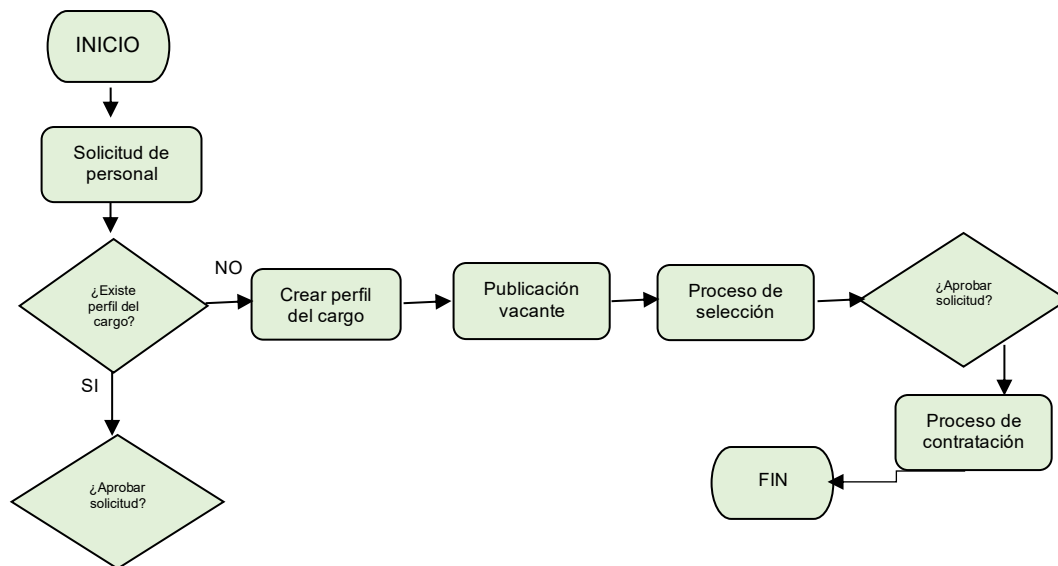 INICIO
Solicitud de
personal
¿Existe
perfil del
cargo?
NO
Crear perfil
del cargo
Publicación
vacante
Proceso de
selección
¿Aprobar
solicitud?
SI
¿Aprobar
solicitud?
Proceso de
contratación
FIN